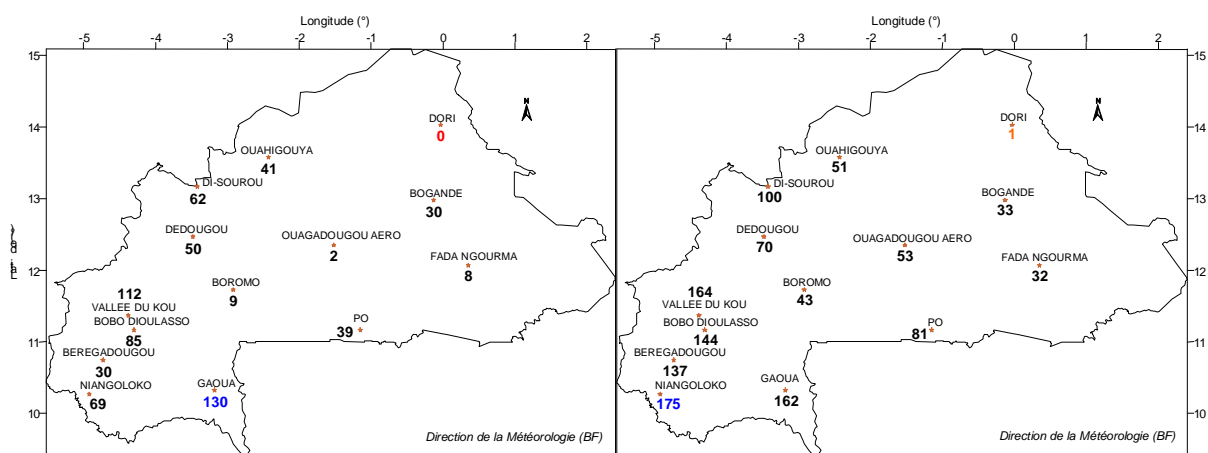 Longitude (°)
-5 -4 -3 -2 -1 0 1 2
15
14
13
12
11
10
N
DORI
0
OUAHIGOUYA
41
DI-SOUROU
62
BOGANDE
30
DEDOUGOU
50
OUAGADOUGOU AERO
2
FADA NGOURMA
8
BOROMO
9
112
VALLEE DU KOU
BOBO DIOULASSO
85
PO
39
BEREGADOUGOU
30
NIANGOLOKO
69
GAOUA
130
Direction de la Météorologie (BF)
Longitude (°)
-5 -4 -3 -2 -1 0 1 2
15
14
13
12
11
10
N
DORI
1
OUAHIGOUYA
51
DI-SOUROU
100
BOGANDE
33
DEDOUGOU
70
OUAGADOUGOU AERO
53
FADA NGOURMA
32
BOROMO
43
164
VALLEE DU KOU
BOBO DIOULASSO
144
PO
81
BEREGADOUGOU
137
NIANGOLOKO
175
GAOUA
162
Direction de la Météorologie (BF)